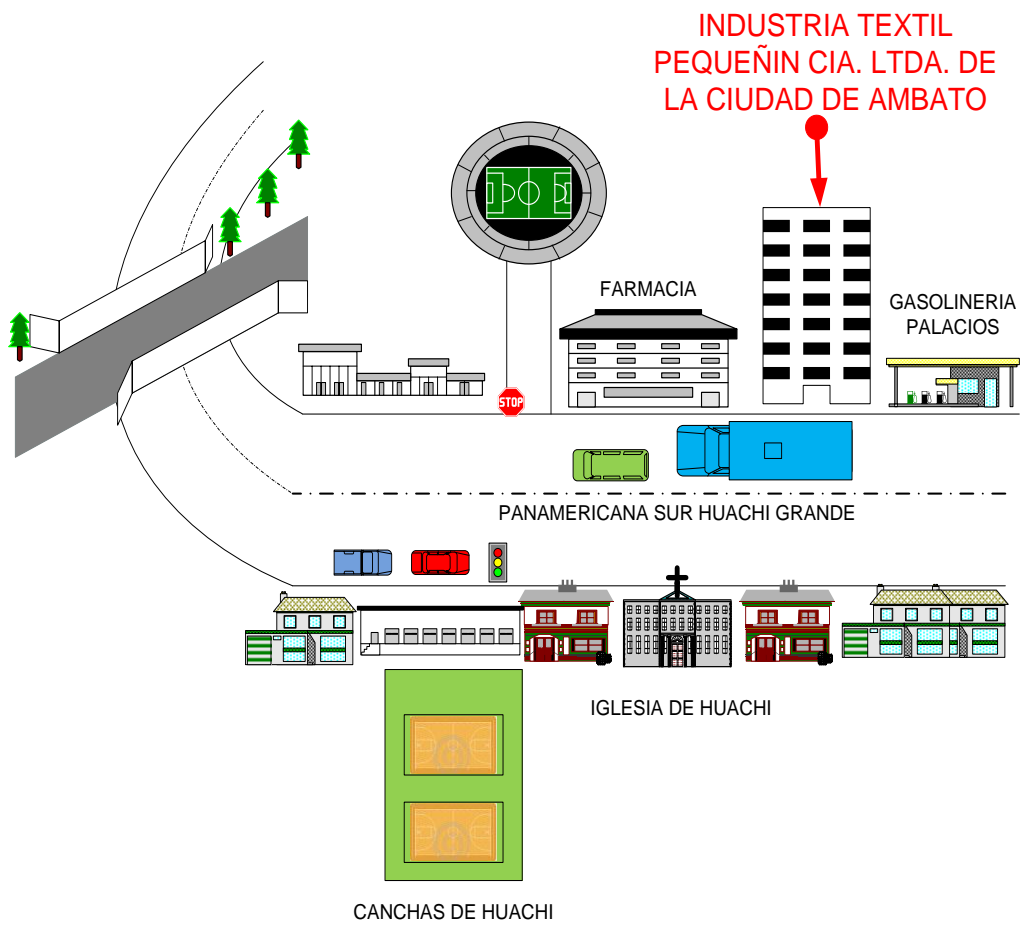 INDUSTRIA TEXTIL
PEQUEÑIN CIA. LTDA. DE
LA CIUDAD DE AMBATO
FARMACIA
GASOLINERIA
PALACIOS
STOP
PANAMERICANA SUR HUACHI GRANDE
IGLESIA DE HUACHI
CANCHAS DE HUACHI